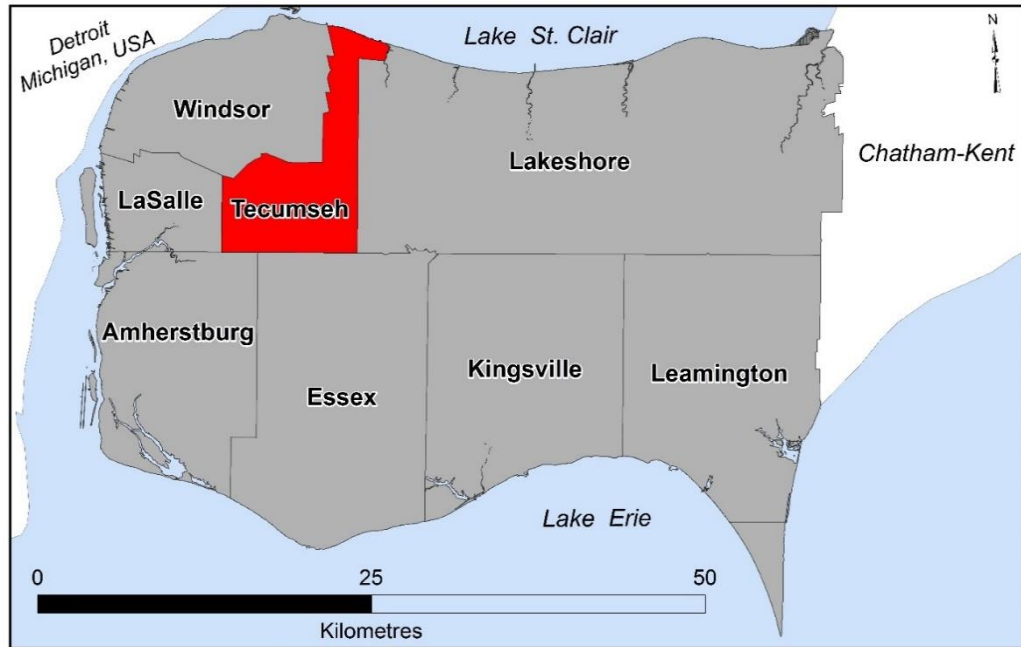 Detroit
Michigan, USA
Lake St. Clair
N
Windsor
Lakeshore
Chatham-Kent
LaSalle
Tecumseh
Amherstburg
Essex
Kingsville
Leamington
Lake Erie
0 25 50
Kilometres